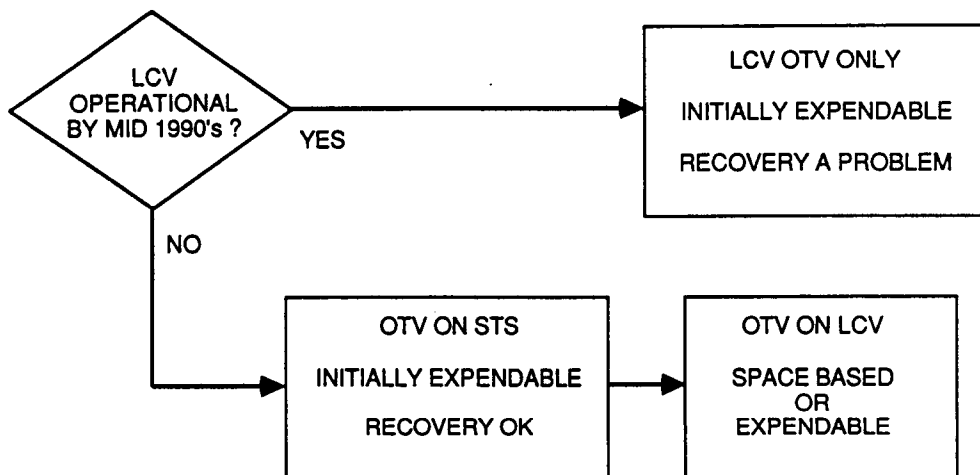 LCV
OPERATIONAL
BY MID 1990's ?
YES
LCV OTV ONLY
INITIALLY EXPENDABLE
RECOVERY A PROBLEM
NO
OTV ON STS
INITIALLY EXPENDABLE
RECOVERY OK
OTV ON LCV
SPACE BASED
OR
EXPENDABLE